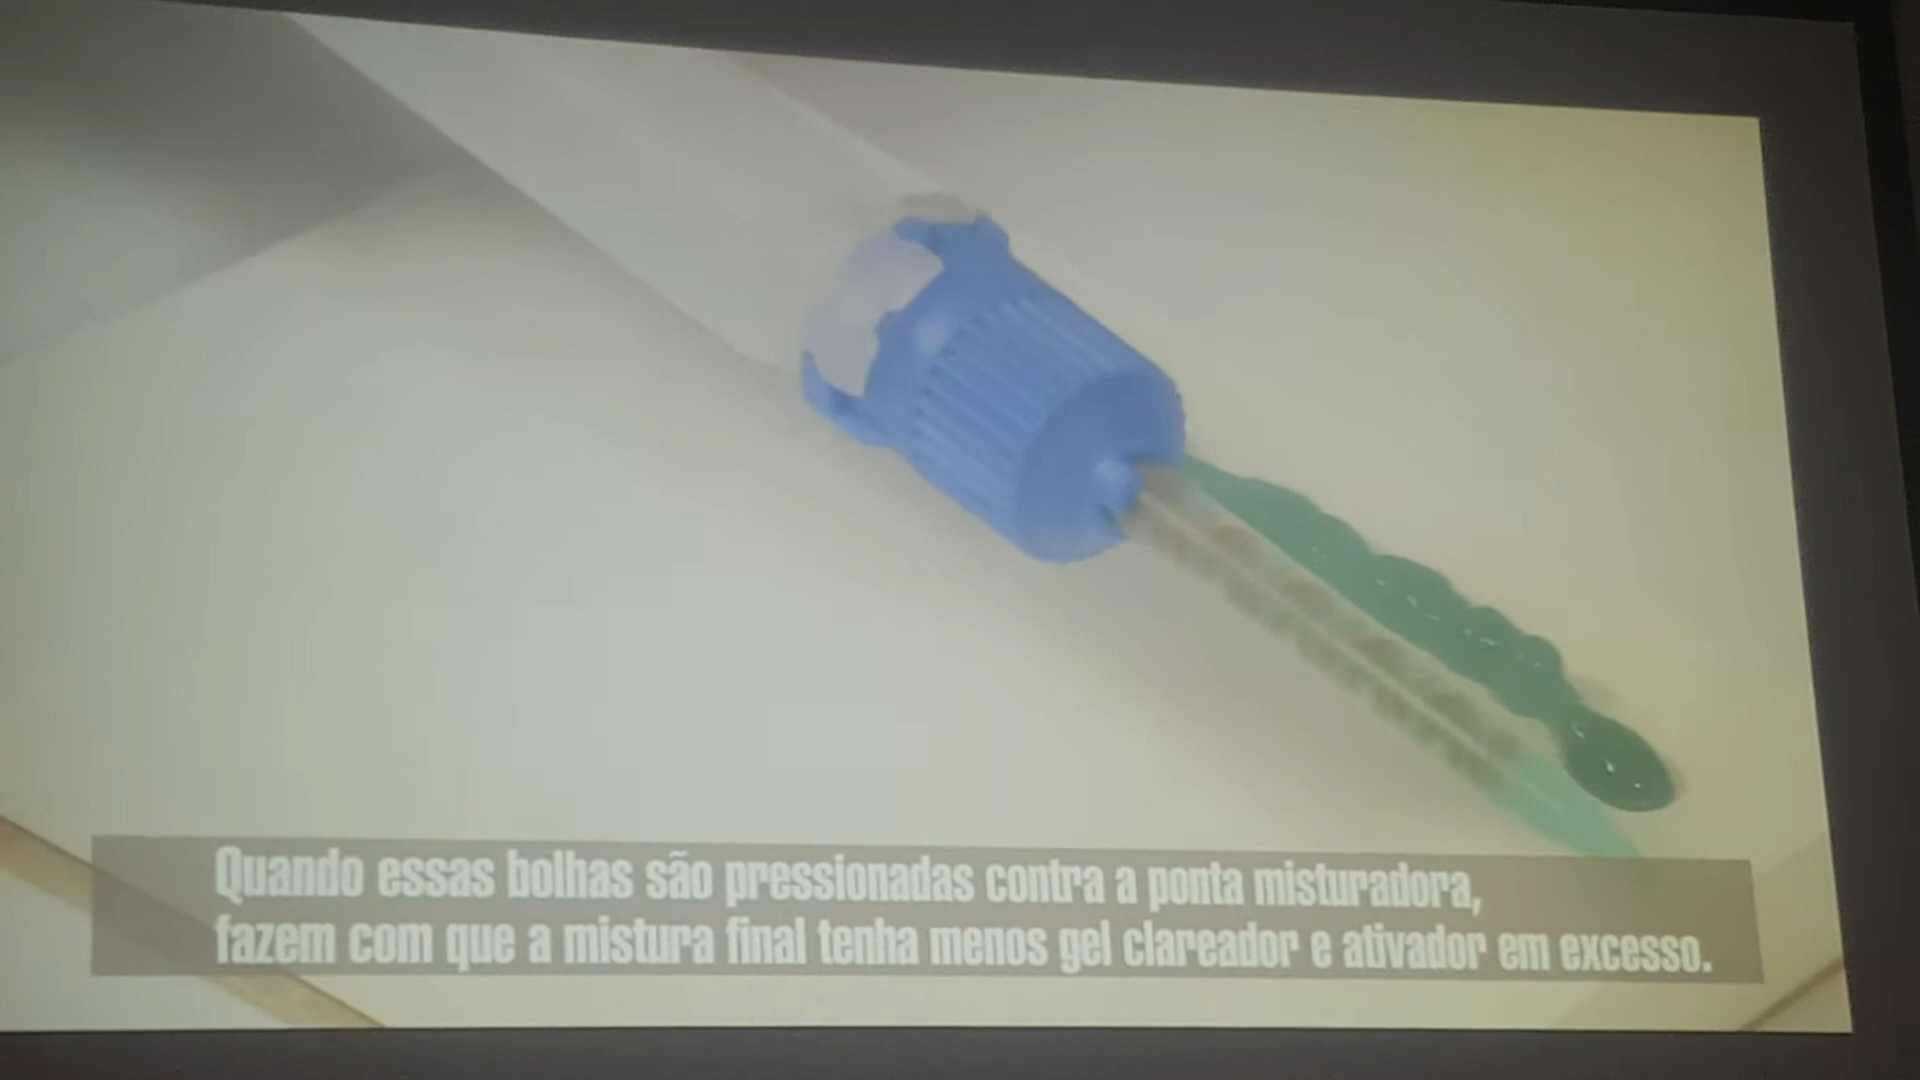 Quando essas bolhas são pressionadas contra a ponta misturadora,
fazem com que a mistura final tenha menos gel clareador e ativador em excesso.